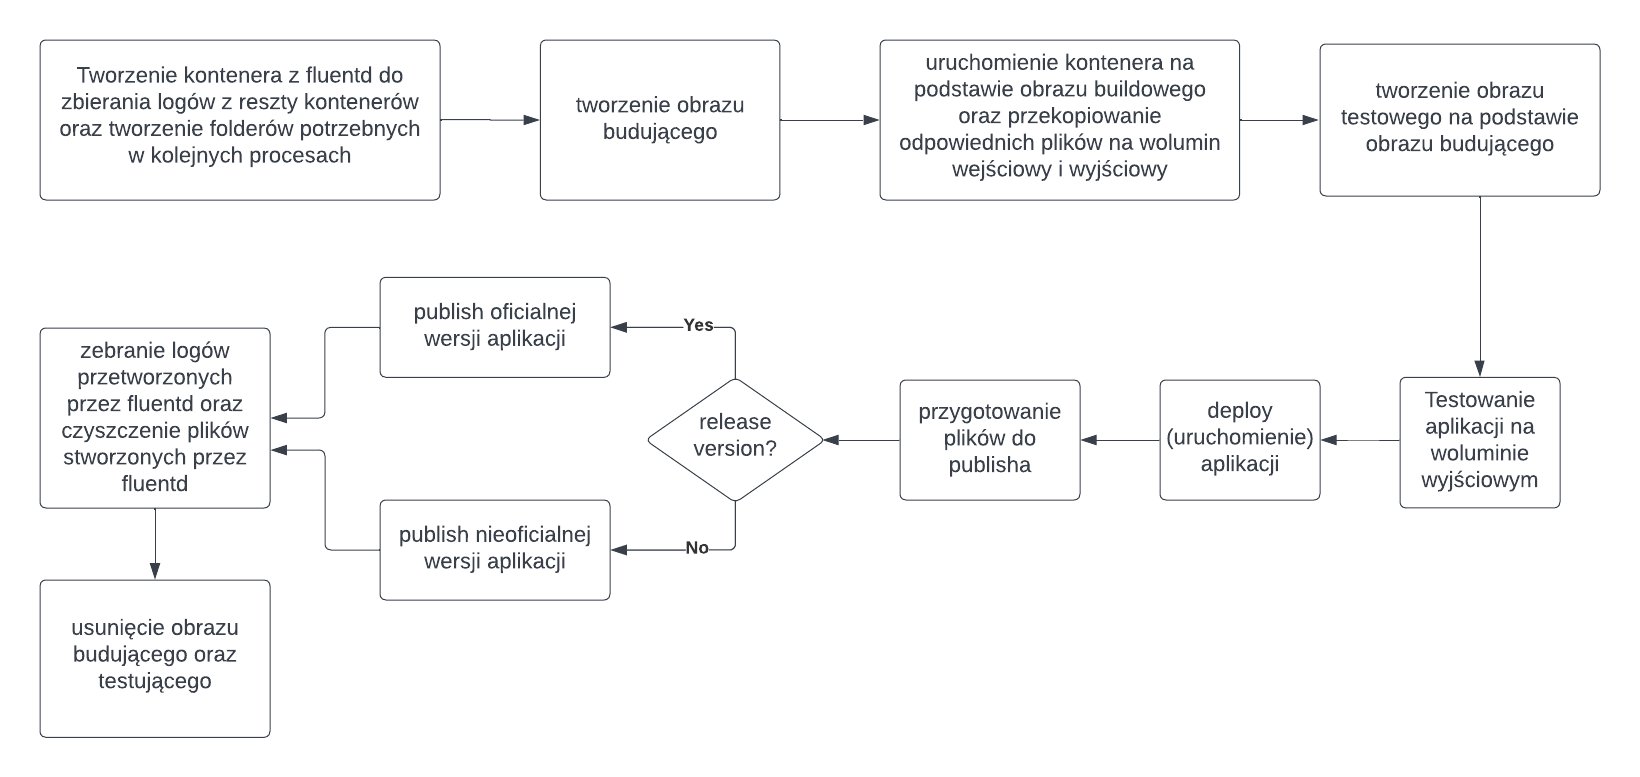 Tworzenie kontenera z fluentd do
zbierania logów z reszty kontenerów
oraz tworzenie folderów potrzebnych
w kolejnych procesach
tworzenie obrazu
budującego
uruchomienie kontenera na
podstawie obrazu buildowego
oraz przekopiowanie
odpowiednich plików na wolumin
wejściowy i wyjściowy
tworzenie obrazu
testowego na podstawie
obrazu budującego
Testowanie
aplikacji na
woluminie
wyjściowym
deploy
(uruchomienie)
aplikacji
przygotowanie
plików do
publisha
release
version?
Yes
publish oficialnej
wersji aplikacji
No
publish nieoficialnej
wersji aplikacji
zebranie logów
przetworzonych
przez fluentd oraz
czyszczenie plików
stworzonych przez
fluentd
usunięcie obrazu
budującego oraz
testującego